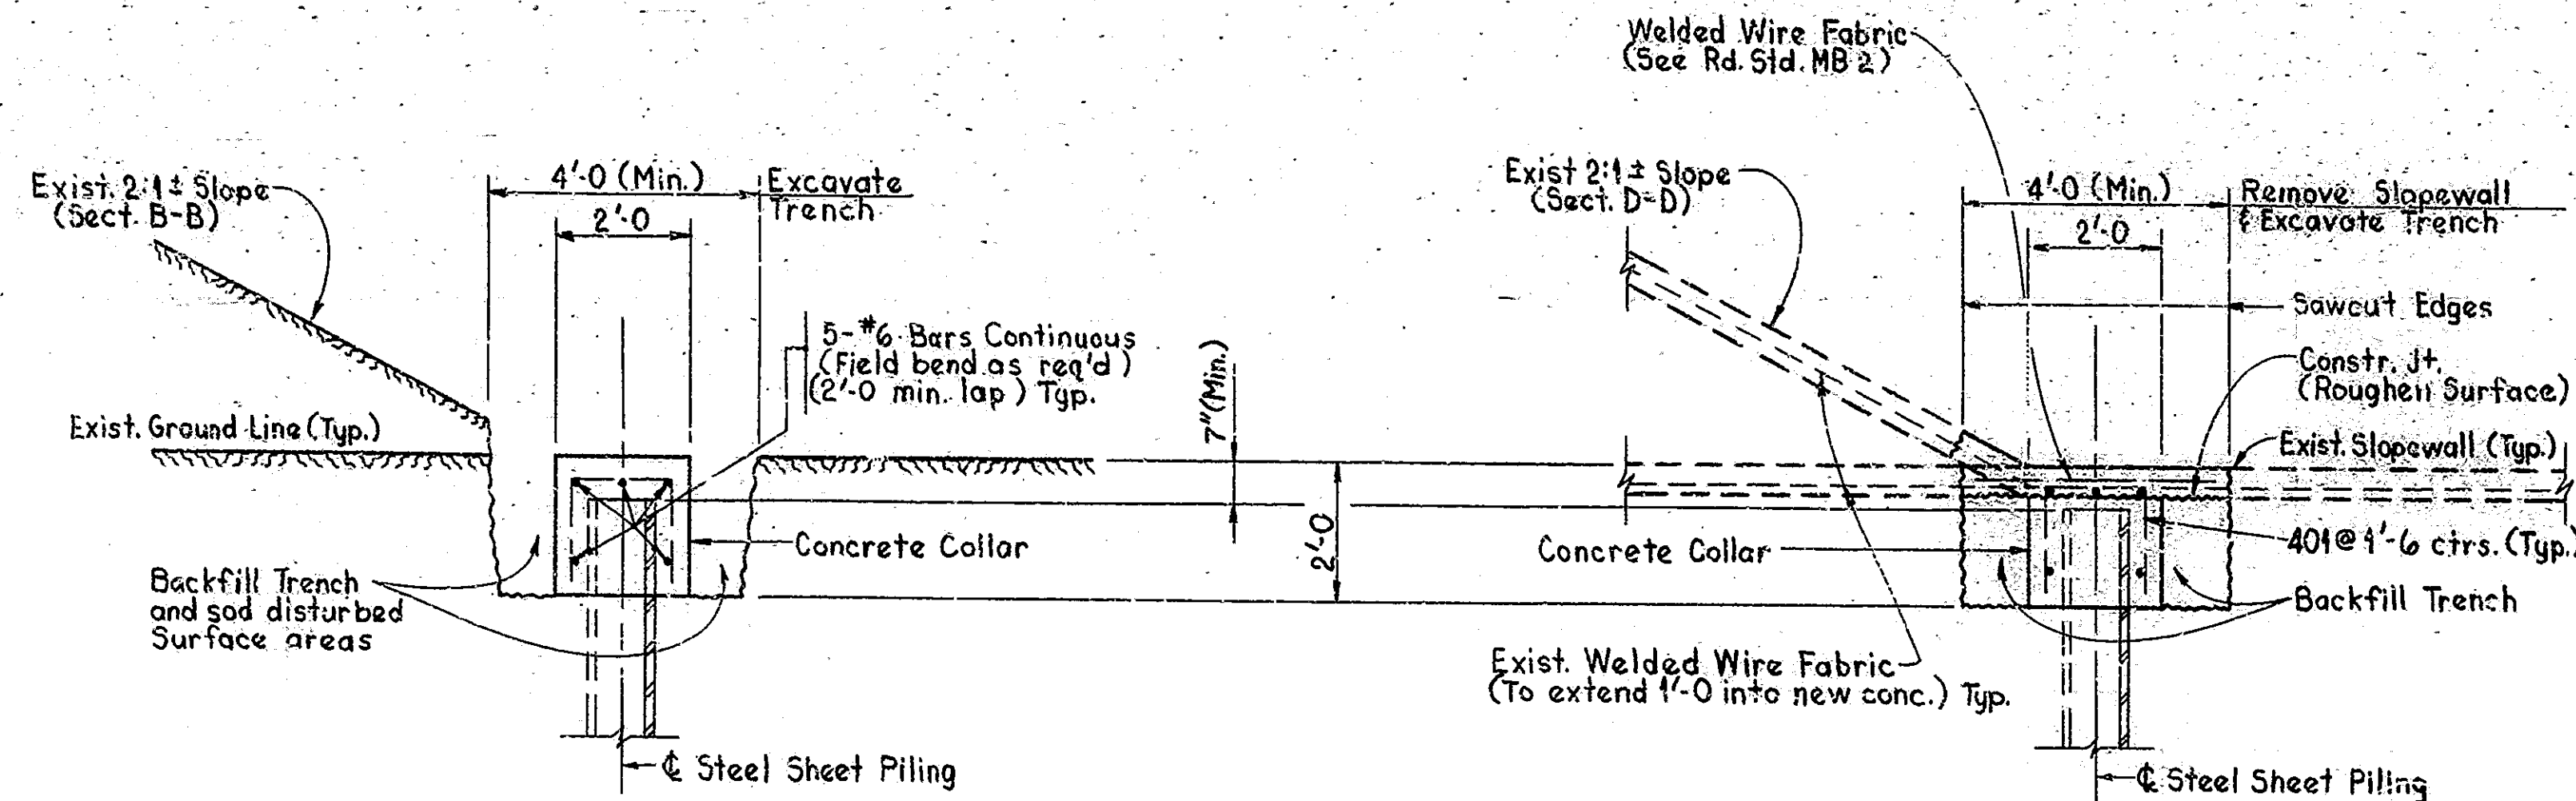 Welded Wire Fabric
(See Rd. Std. MB 2)
Exist. 2:1 ± Slope
(Sect. B-B)
4'-0 (Min.)
Excavate
Trench
2'-0
5-#6 Bars Continuous
(Field bend as req'd)
(2'-0 min. lap) Typ.
Exist. Ground Line (Typ.)
Concrete Collar
Backfill Trench
and sod disturbed
Surface areas
℄ Steel Sheet Piling
7" (Min.)
2'-0
Exist 2:1 ± Slope
(Sect. D-D)
4'-0 (Min.)
Remove Slopewall
& Excavate Trench
2'-0
Sawcut Edges
Constr. Jt.
(Roughen Surface)
Exist. Slopewall (Typ.)
401@ 1'-6 ctrs. (Typ.)
Concrete Collar
Backfill Trench
Exist. Welded Wire Fabric
(To extend 1'-0 into new conc.) Typ.
℄ Steel Sheet Piling